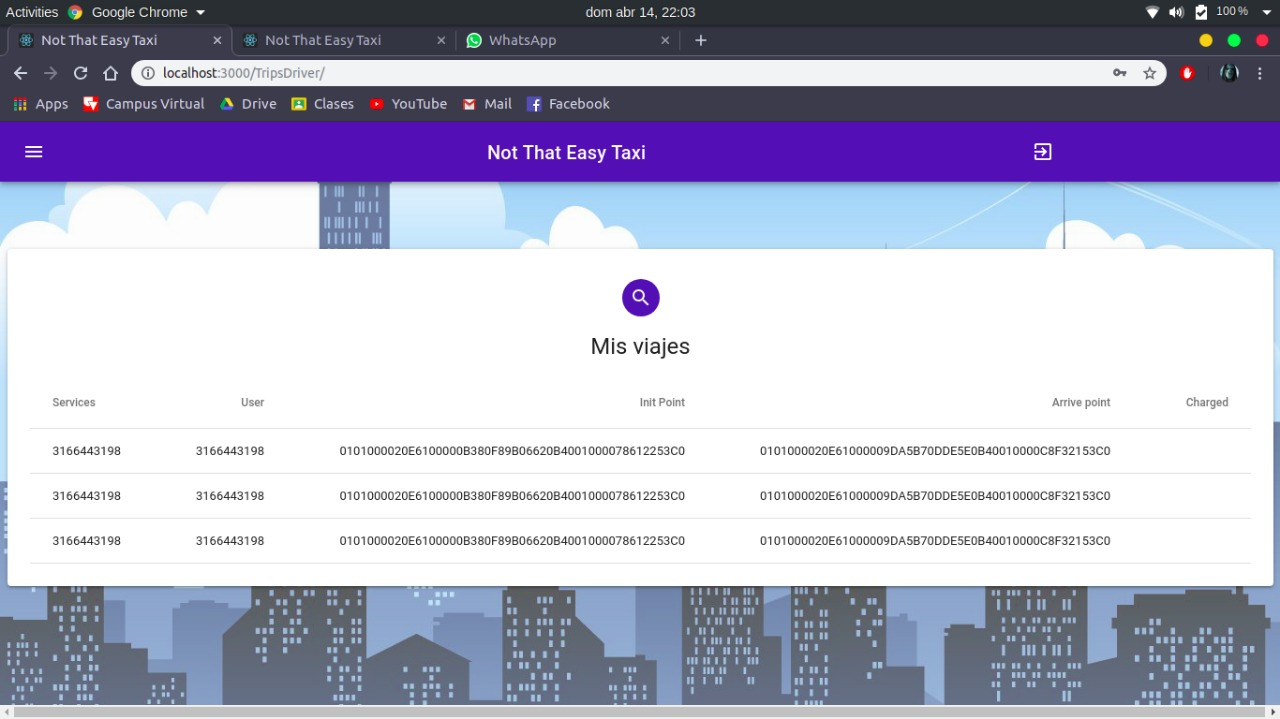 Activities Google Chrome dom abr 14, 22:03 100 %
Not That Easy Taxi Not That Easy Taxi WhatsApp
localhost:3000/TripsDriver/
Apps Campus Virtual Drive Clases YouTube Mail Facebook
Not That Easy Taxi
Mis viajes
Services User Init Point Arrive point Charged
3166443198 3166443198 0101000020E6100000B380F89B06620B4001000078612253C0 0101000020E61000009DA5B70DDE5E0B40010000C8F32153C0
3166443198 3166443198 0101000020E6100000B380F89B06620B4001000078612253C0 0101000020E61000009DA5B70DDE5E0B40010000C8F32153C0
3166443198 3166443198 0101000020E6100000B380F89B06620B4001000078612253C0 0101000020E61000009DA5B70DDE5E0B40010000C8F32153C0